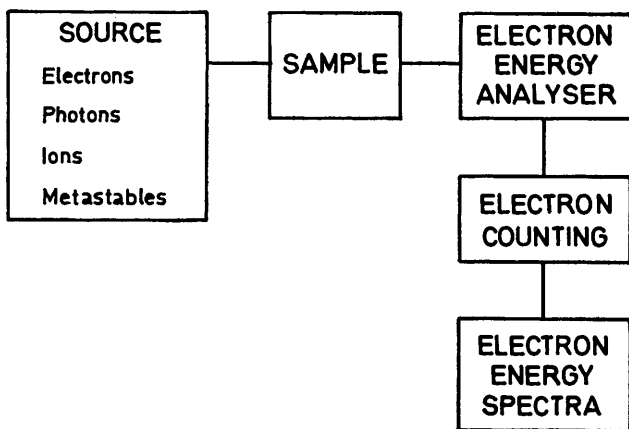 SOURCE
Electrons
Photons
Ions
Metastables
SAMPLE
ELECTRON
ENERGY
ANALYSER
ELECTRON
COUNTING
ELECTRON
ENERGY
SPECTRA